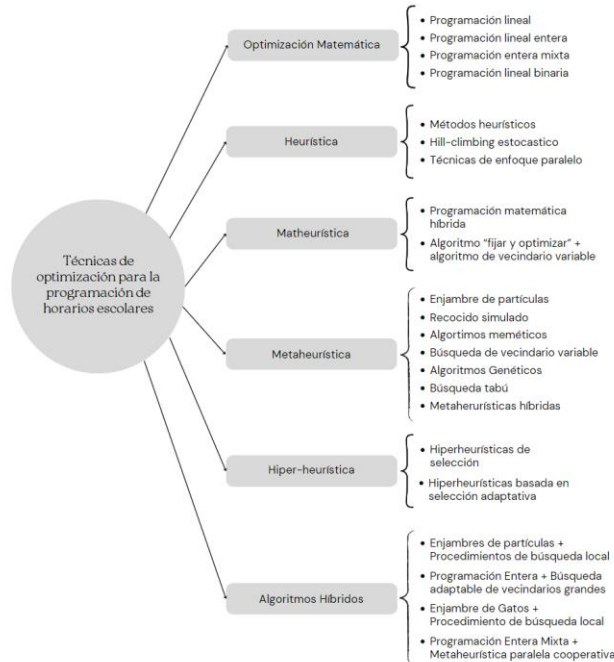 Técnicas de
optimización para la
programación de
horarios escolares
Optimización Matemática
• Programación lineal
• Programación lineal entera
• Programación entera mixta
• Programación lineal binaria
Heurística
• Métodos heurísticos
• Hill-climbing estocastico
• Técnicas de enfoque paralelo
Matheurística
• Programación matemática
híbrida
• Algoritmo “fijar y optimizar” +
algoritmo de vecindario variable
Metaheurística
• Enjambre de partículas
• Recocido simulado
• Algortimos meméticos
• Búsqueda de vecindario variable
• Algoritmos Genéticos
• Búsqueda tabú
• Metaherurísticas híbridas
Hiper-heurística
• Hiperheurísticas de
selección
• Hiperheurísticas basada en
selección adaptativa
Algoritmos Híbridos
• Enjambres de partículas +
Procedimientos de búsqueda local
• Programación Entera + Búsqueda
adaptable de vecindarios grandes
• Enjambre de Gatos +
Procedimiento de búsqueda local
• Programación Entera Mixta +
Metaheurística paralela cooperativa